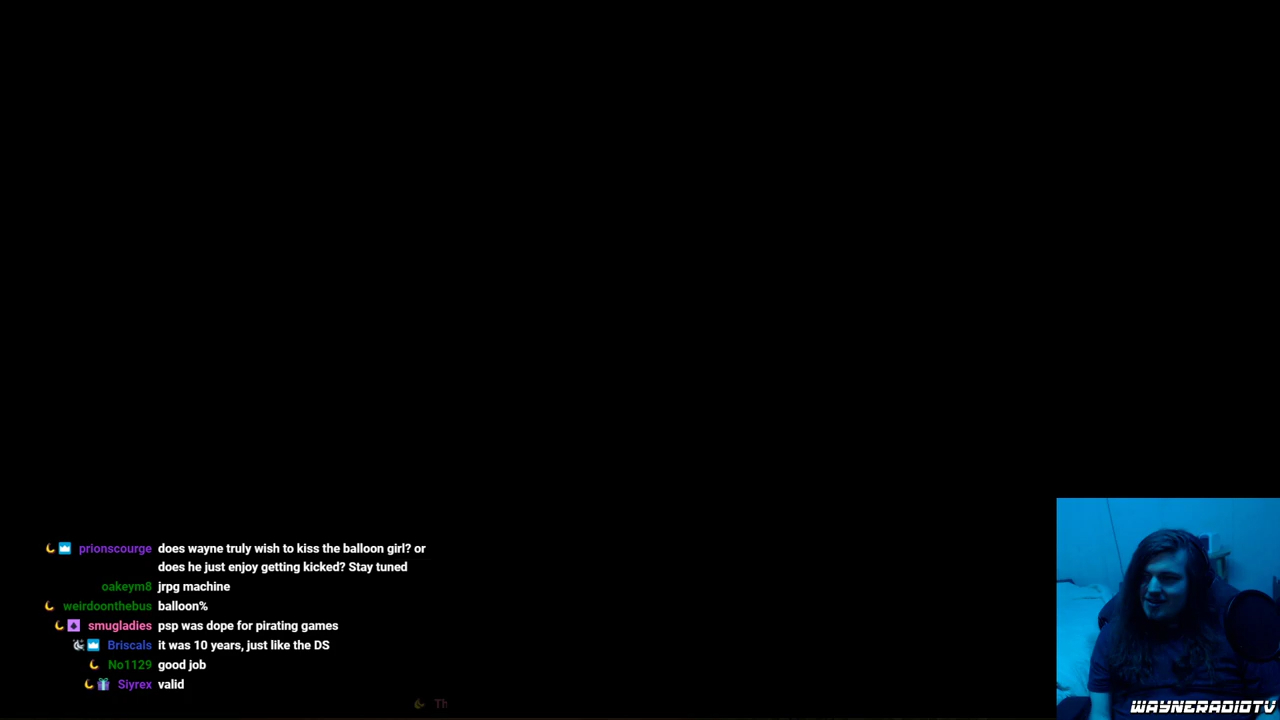 prionscourge does wayne truly wish to kiss the balloon girl? or
does he just enjoy getting kicked? Stay tuned
oakeym8 jrpg machine
weirdoonthebus balloon%
smugladies psp was dope for pirating games
Briscals it was 10 years, just like the DS
No1129 good job
Siyrex valid
WAYNERADIOTV